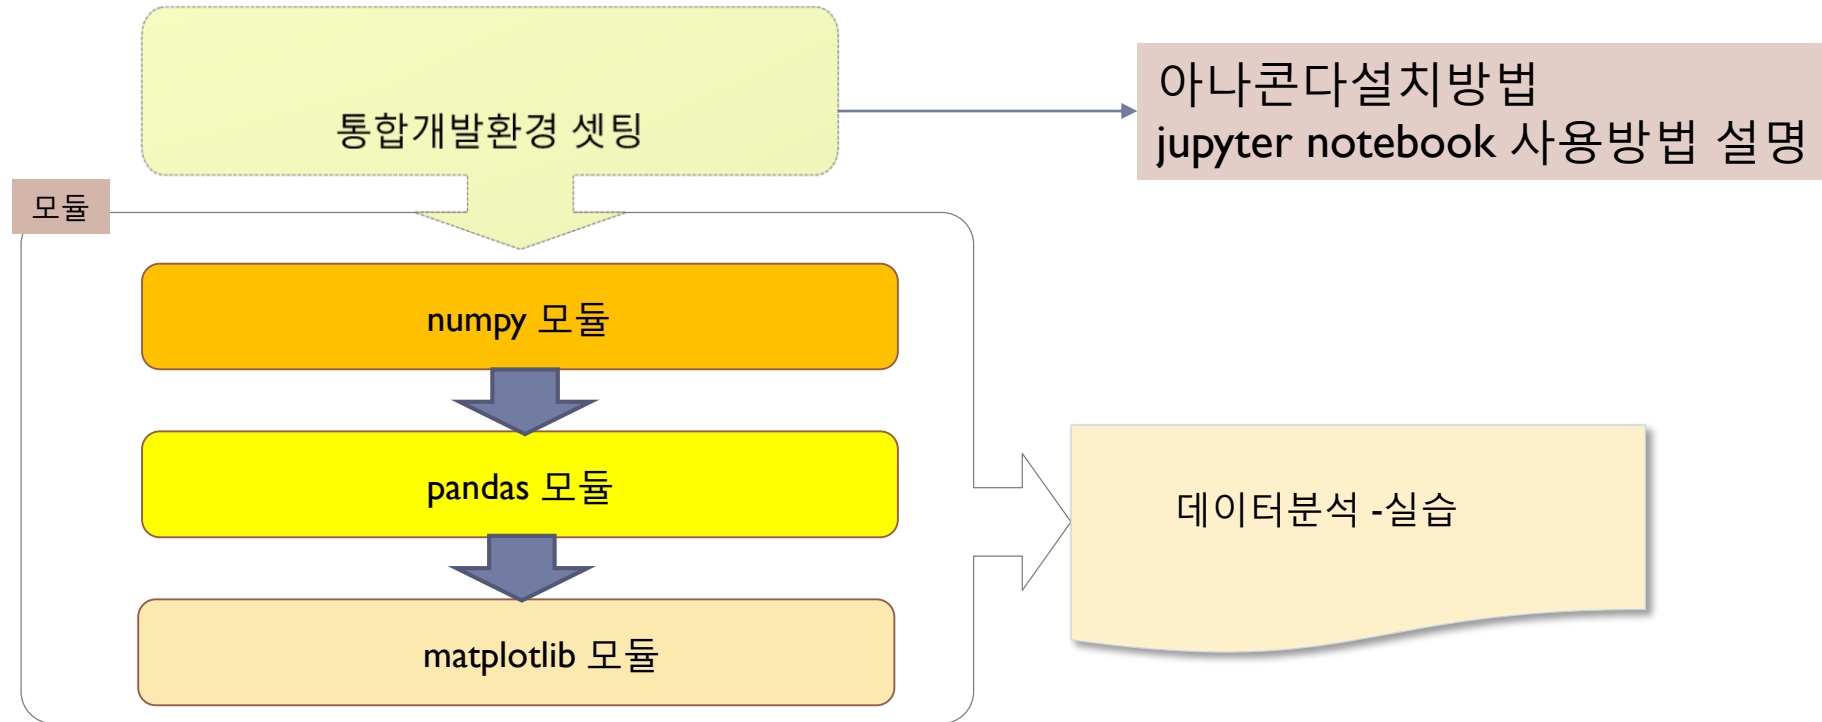 통합개발환경 셋팅
아나콘다설치방법
jupyter notebook 사용방법 설명
모듈
numpy 모듈
pandas 모듈
matplotlib 모듈
데이터분석 -실습